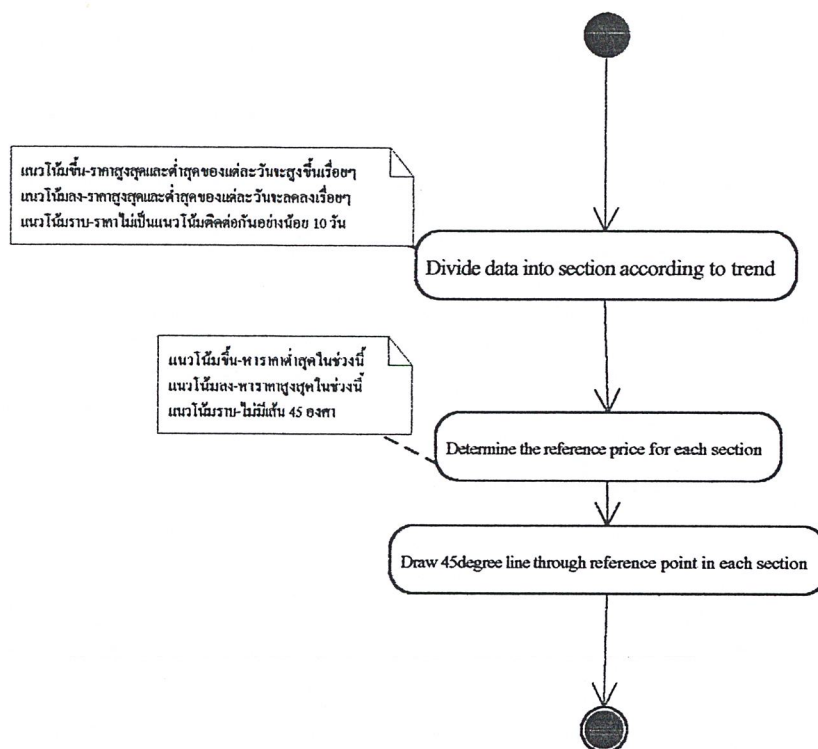 แนวโน้มขึ้น-ราคาสูงสุดและต่ำสุดของแต่ละวันจะสูงขึ้นเรื่อยๆ
แนวโน้มลง-ราคาสูงสุดและต่ำสุดของแต่ละวันจะลดลงเรื่อยๆ
แนวโน้มราบ-ราคาไม่เป็นแนวโน้มติดต่อกันอย่างน้อย 10 วัน
Divide data into section according to trend
แนวโน้มขึ้น-หาราคาต่ำสุดในช่วงนี้
แนวโน้มลง-หาราคาสูงสุดในช่วงนี้
แนวโน้มราบ-ไม่มีเส้น 45 องศา
Determine the reference price for each section
Draw 45degree line through reference point in each section